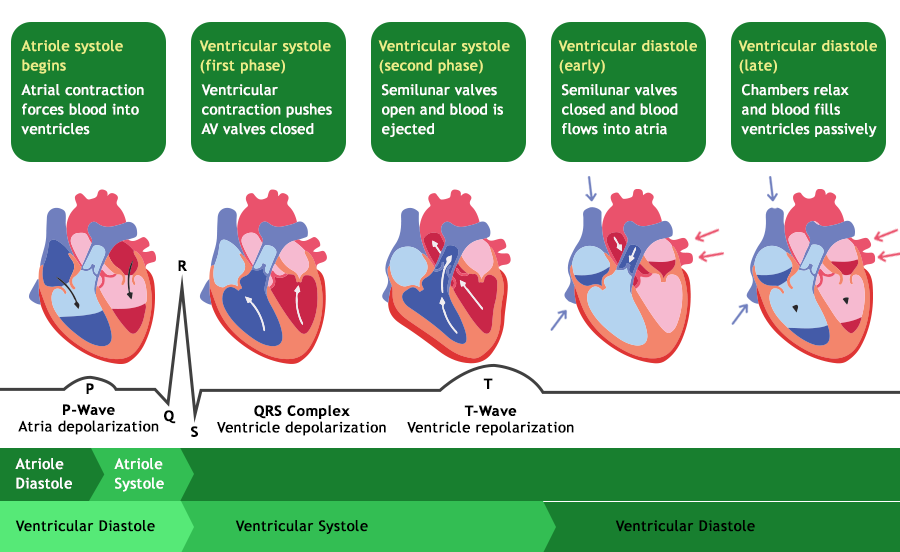 Atriole systole
begins
Atrial contraction
forces blood into
ventricles
Ventricular systole
(first phase)
Ventricular
contraction pushes
AV valves closed
Ventricular systole
(second phase)
Semilunar valves
open and blood is
ejected
Ventricular diastole
(early)
Semilunar valves
closed and blood
flows into atria
Ventricular diastole
(late)
Chambers relax
and blood fills
ventricles passively
R
P
T
Q
S
P-Wave
Atria depolarization
QRS Complex
Ventricle depolarization
T-Wave
Ventricle repolarization
Atriole
Diastole
Atriole
Systole
Ventricular Diastole
Ventricular Systole
Ventricular Diastole